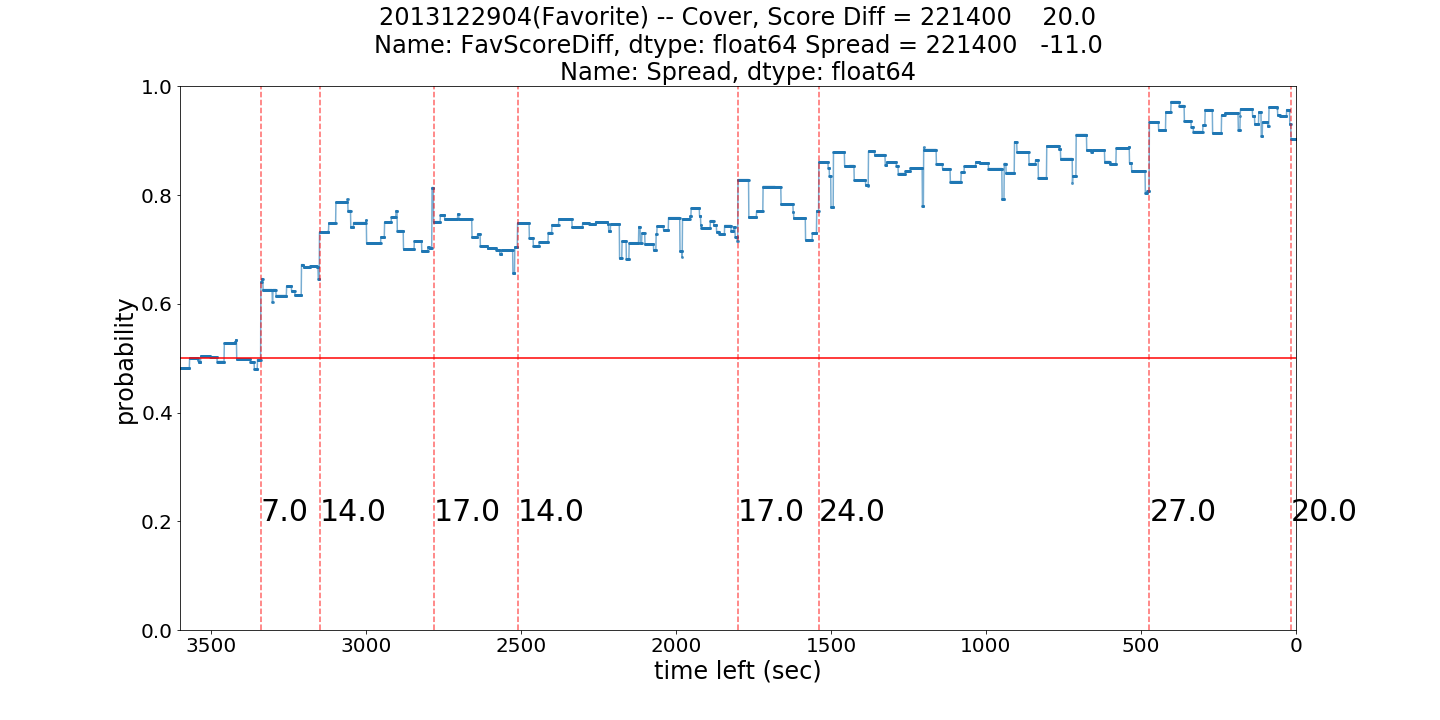 2013122904(Favorite) -- Cover, Score Diff = 221400    20.0
Name: FavScoreDiff, dtype: float64 Spread = 221400   -11.0
Name: Spread, dtype: float64
1.0
0.8
0.6
0.4
0.2
0.0
probability
7.0 14.0 17.0 14.0 17.0 24.0 27.0 20.0
3500 3000 2500 2000 1500 1000 500 0
time left (sec)